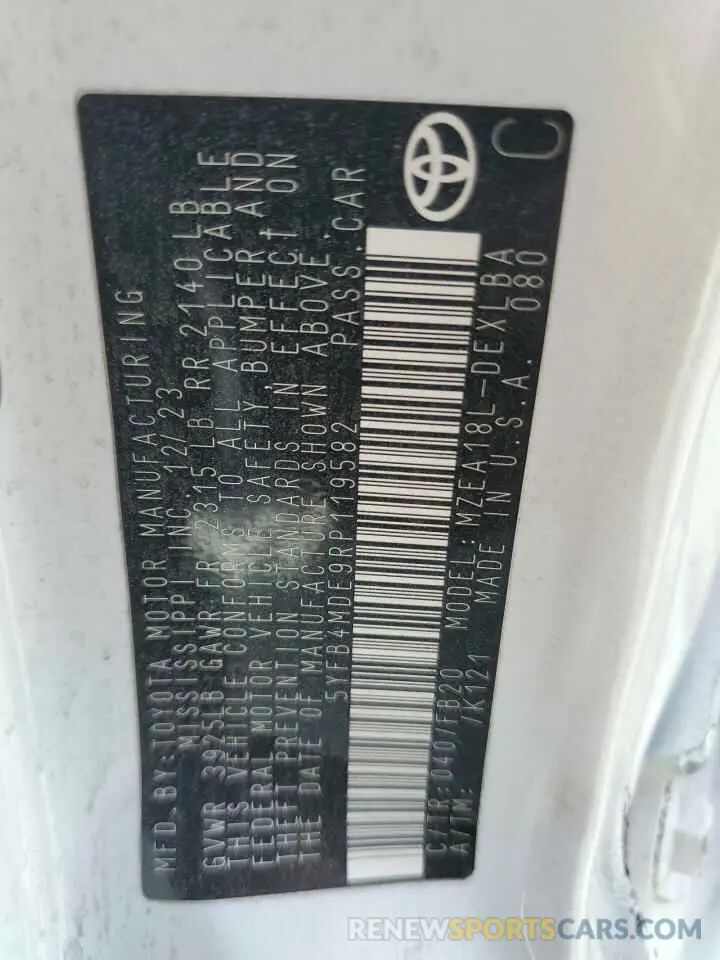 MFD. BY: TOYOTA MOTOR MANUFACTURING
MISSISSIPPI INC. 12/23
GVWR 3925LB GAWR FR 2315LB RR 2140LB
THIS VEHICLE CONFORMS TO ALL APPLICABLE
FEDERAL MOTOR VEHICLE SAFETY, BUMPER, AND
THEFT PREVENTION STANDARDS IN EFFECT ON
THE DATE OF MANUFACTURE SHOWN ABOVE.
5YFB4MDE9RP119582 PASS. CAR
C/TR: 040/FB20 MODEL: MZEA18L-DEXLBA
A/TM: /K121 MADE IN U.S.A. 080
C
RENEWSPORTSCARS.COM